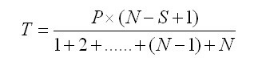 T = P×(N−S+1) / 1+2+......+(N−1)+N